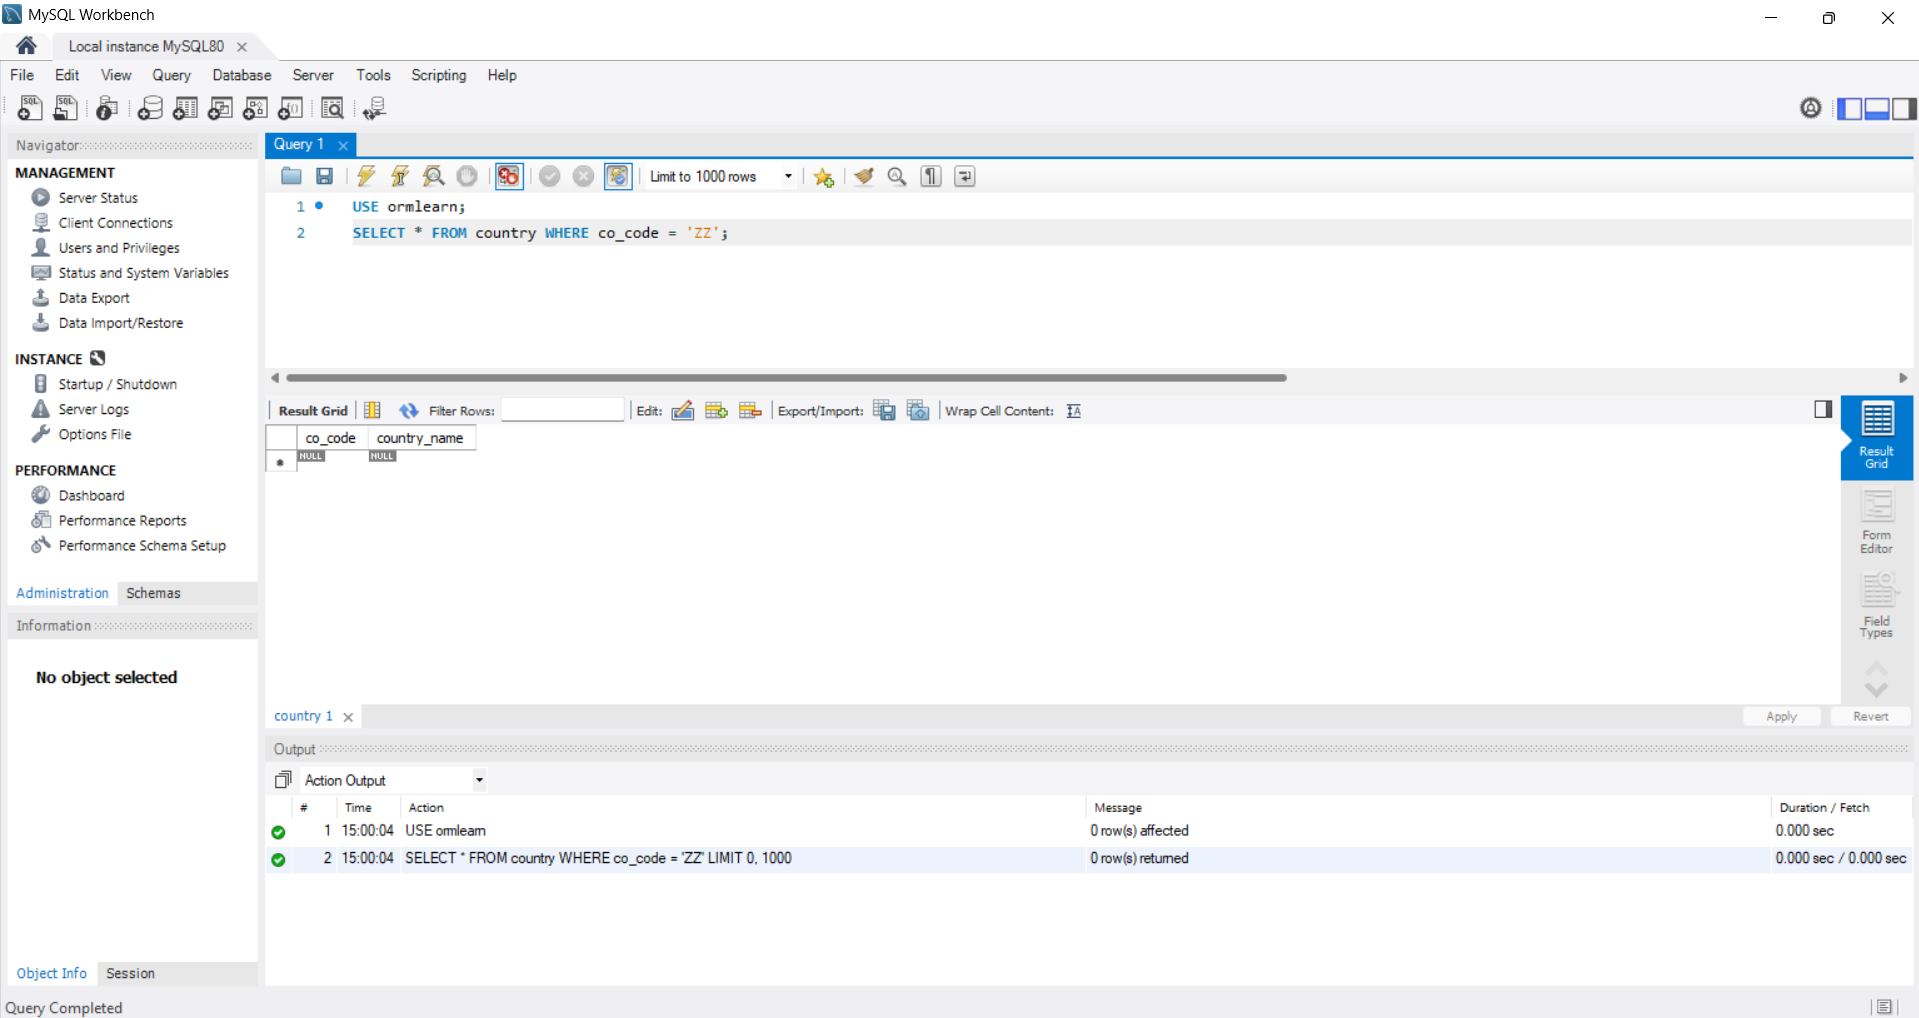 MySQL Workbench
Local instance MySQL80
File Edit View Query Database Server Tools Scripting Help
Navigator
MANAGEMENT
Server Status
Client Connections
Users and Privileges
Status and System Variables
Data Export
Data Import/Restore
INSTANCE
Startup / Shutdown
Server Logs
Options File
PERFORMANCE
Dashboard
Performance Reports
Performance Schema Setup
Administration Schemas
Information
No object selected
Object Info Session
Query 1
Limit to 1000 rows
1 USE ormlearn;
2 SELECT * FROM country WHERE co_code = 'ZZ';
Result Grid Filter Rows: Edit: Export/Import: Wrap Cell Content:
co_code country_name
NULL NULL
Result
Grid
Form
Editor
Field
Types
country 1
Apply Revert
Output
Action Output
# Time Action Message Duration / Fetch
1 15:00:04 USE ormlearn 0 row(s) affected 0.000 sec
2 15:00:04 SELECT * FROM country WHERE co_code = 'ZZ' LIMIT 0, 1000 0 row(s) returned 0.000 sec / 0.000 sec
Query Completed